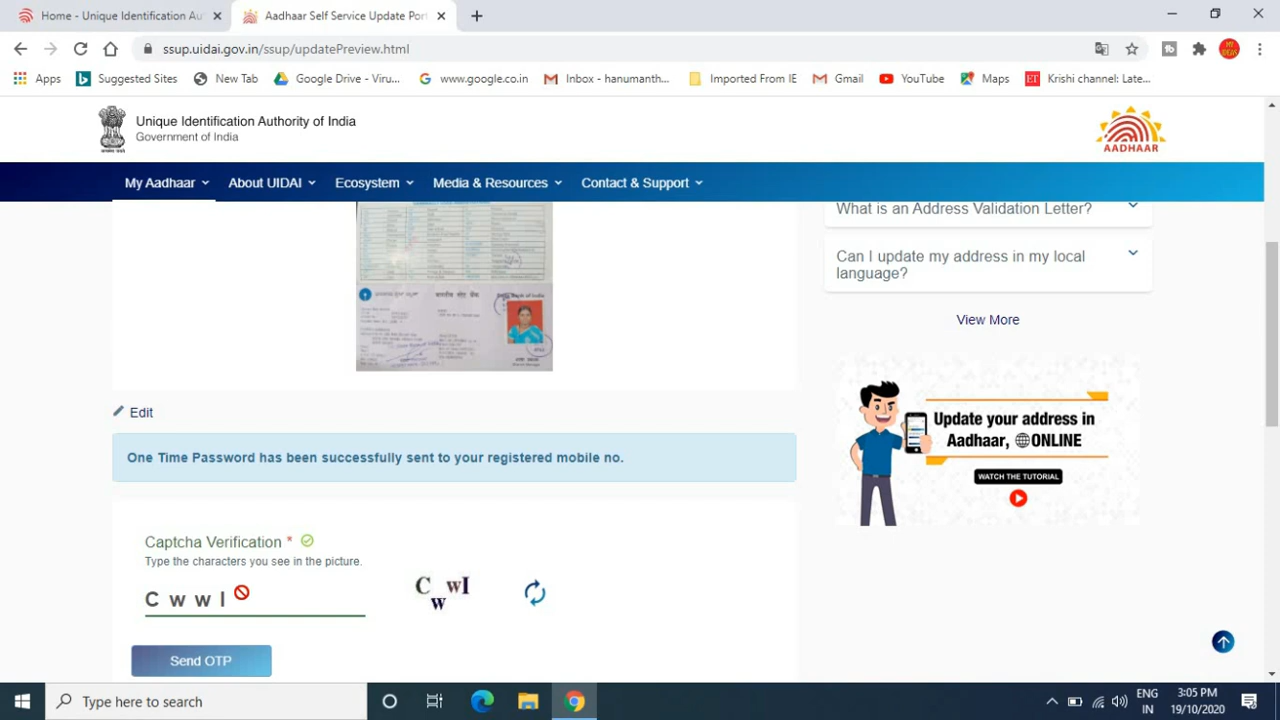 Home - Unique Identification Au
Aadhaar Self Service Update Port
ssup.uidai.gov.in/ssup/updatePreview.html
Apps
Suggested Sites
New Tab
Google Drive - Viru...
www.google.co.in
Inbox - hanumanth...
Imported From IE
Gmail
YouTube
Maps
ET
Krishi channel: Late...
Unique Identification Authority of India
Government of India
AADHAAR
My Aadhaar
About UIDAI
Ecosystem
Media & Resources
Contact & Support
What is an Address Validation Letter?
Can I update my address in my local
language?
View More
Edit
One Time Password has been successfully sent to your registered mobile no.
Update your address in
Aadhaar, ONLINE
WATCH THE TUTORIAL
Captcha Verification *
Type the characters you see in the picture.
C w w I
C w w I
Send OTP
Type here to search
ENG
IN
3:05 PM
19/10/2020